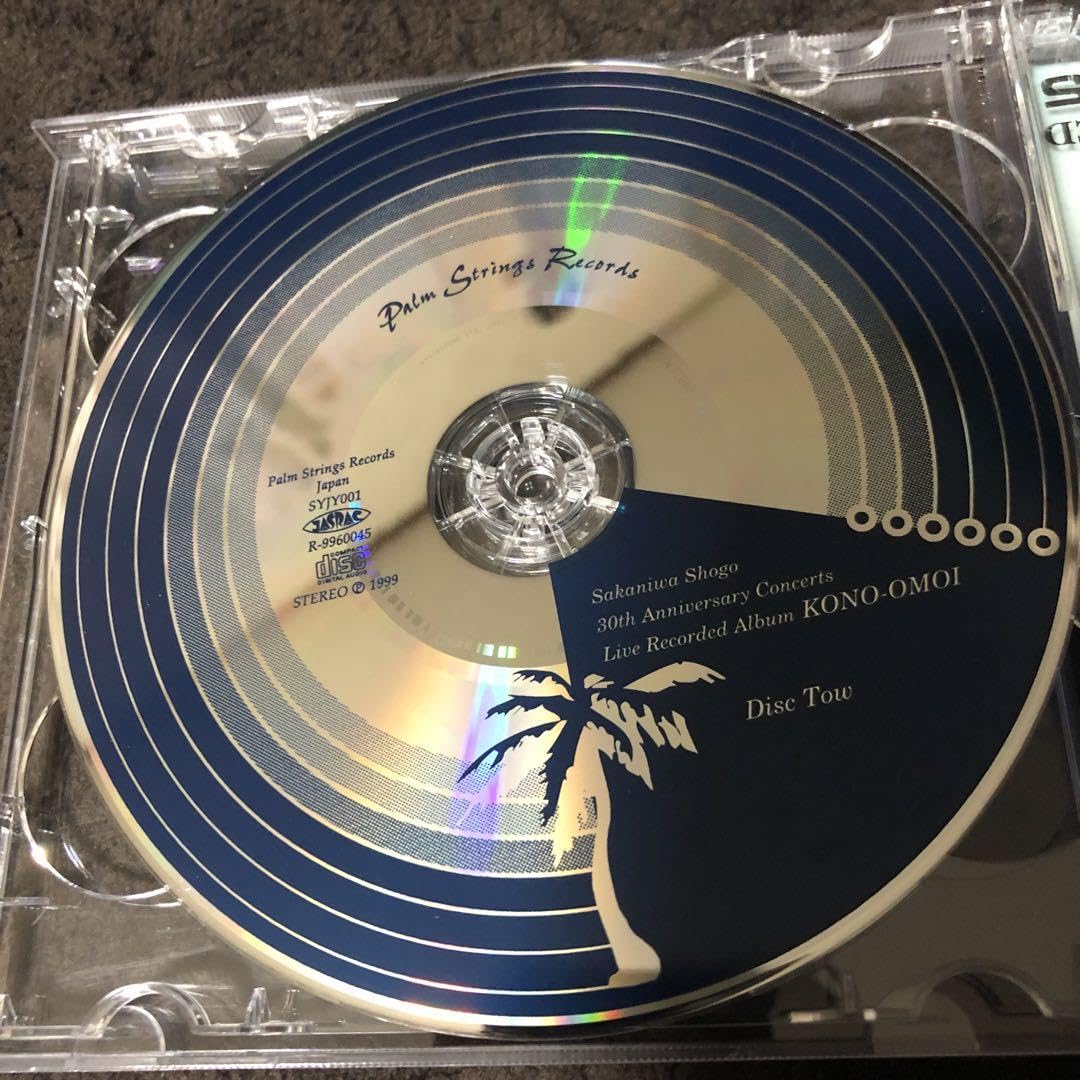 Palm Strings Records
Palm Strings Records
Japan
SYJY001
JASRAC
R-9960045
COMPACT
disc
DIGITAL AUDIO
STEREO Ⓟ 1999
Sakaniwa Shogo
30th Anniversary Concerts
Live Recorded Album KONO-OMOI
Disc Tow